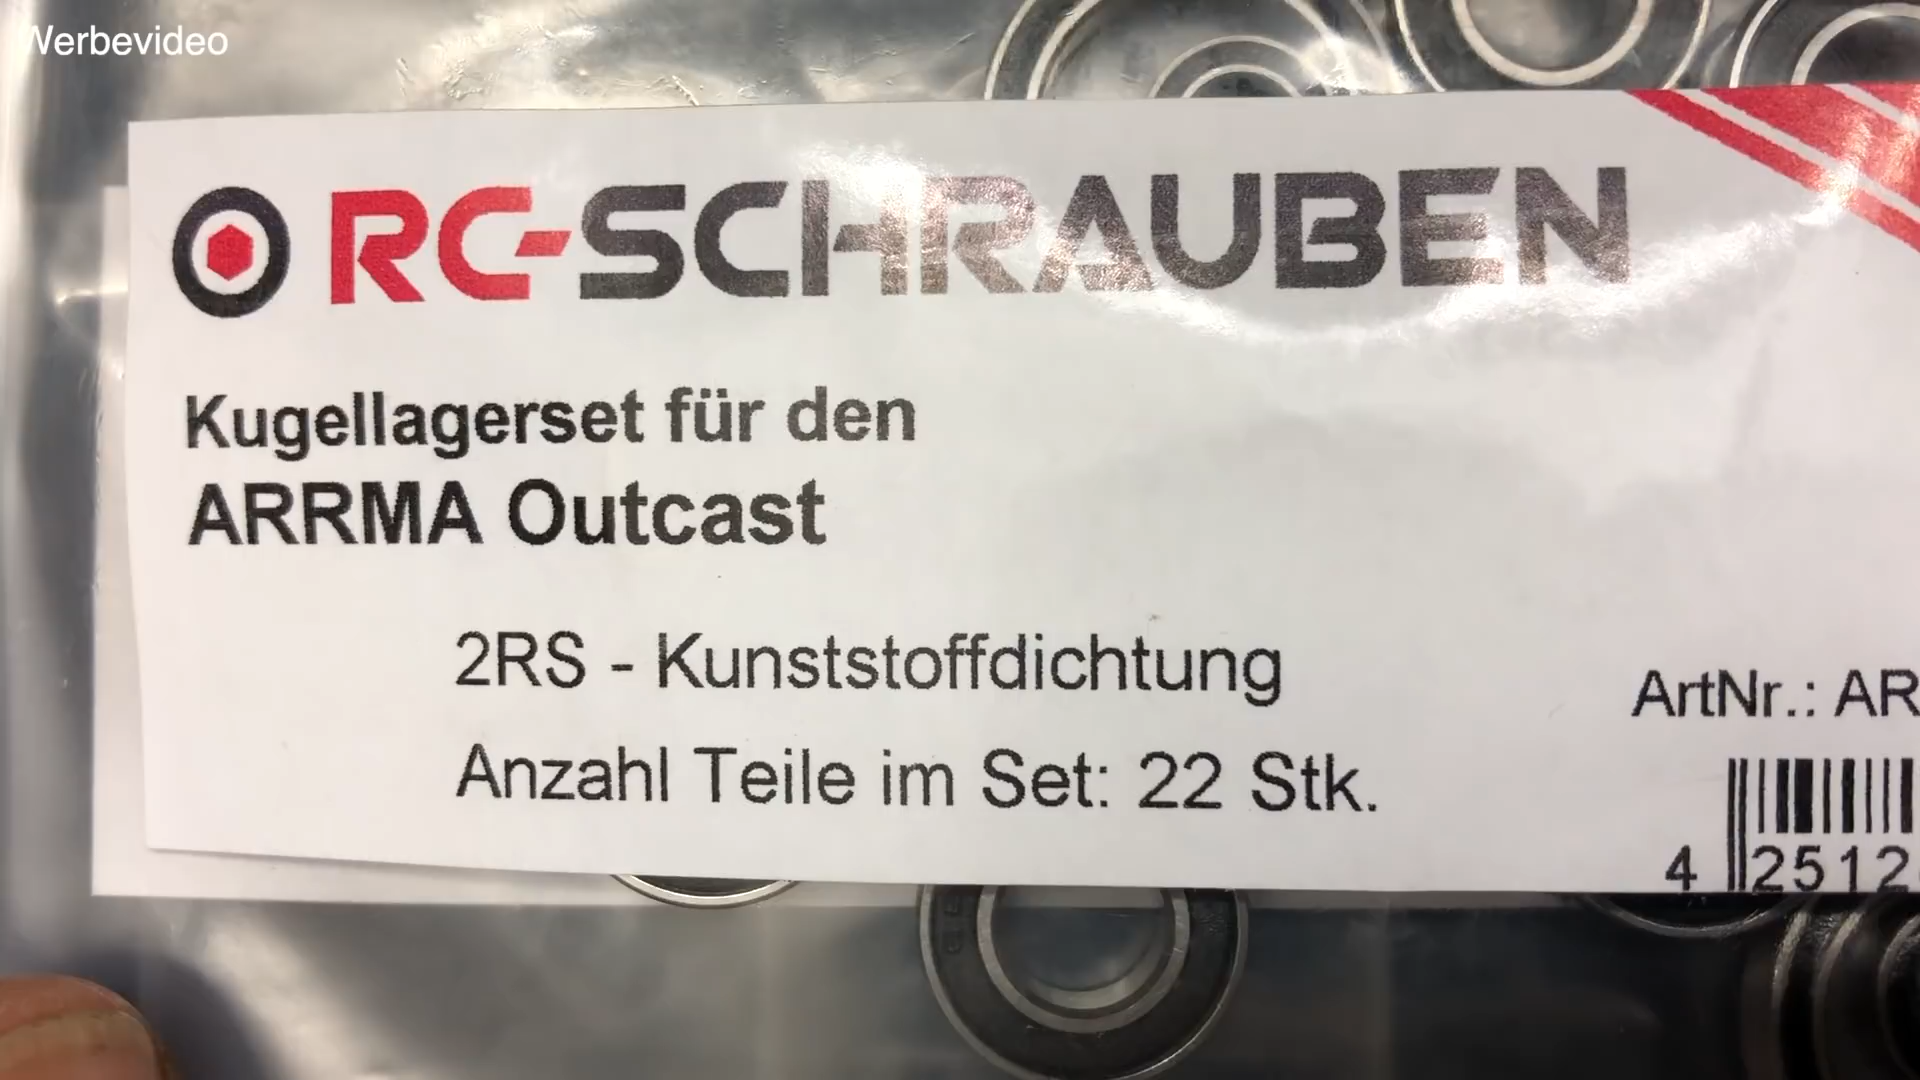 Werbevideo
RC-SCHRAUBEN
Kugellagerset für den
ARRMA Outcast
2RS - Kunststoffdichtung
Anzahl Teile im Set: 22 Stk.
ArtNr.: AR
4 2512